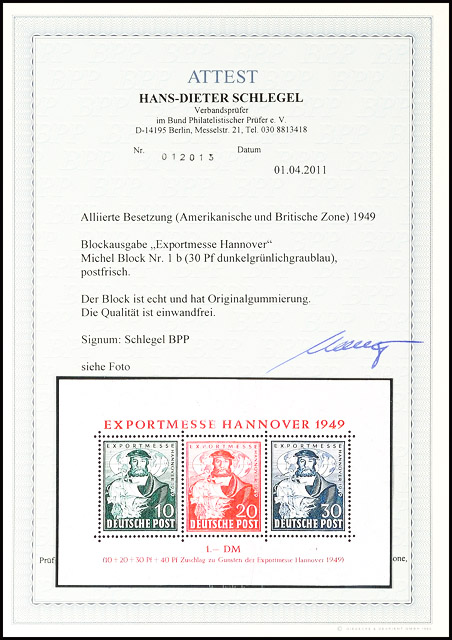 ATTEST
HANS-DIETER SCHLEGEL
Verbandsprüfer
im Bund Philatelistischer Prüfer e. V.
D-14195 Berlin, Messelstr. 21, Tel. 030 8813418
Nr. 012013 Datum
01.04.2011
Alliierte Besetzung (Amerikanische und Britische Zone) 1949
Blockausgabe „Exportmesse Hannover“
Michel Block Nr. 1 b (30 Pf dunkelgrünlichgraublau),
postfrisch.
Der Block ist echt und hat Originalgummierung.
Die Qualität ist einwandfrei.
Signum: Schlegel BPP
siehe Foto
EXPORTMESSE HANNOVER 1949
EXPORTMESSE HANNOVER 1949
10
DEUTSCHE POST
EXPORTMESSE HANNOVER 1949
20
DEUTSCHE POST
EXPORTMESSE HANNOVER 1949
30
DEUTSCHE POST
1.– DM
(10 + 20 + 30 Pf + 40 Pf Zuschlag zu Gunsten der Exportmesse Hannover 1949)